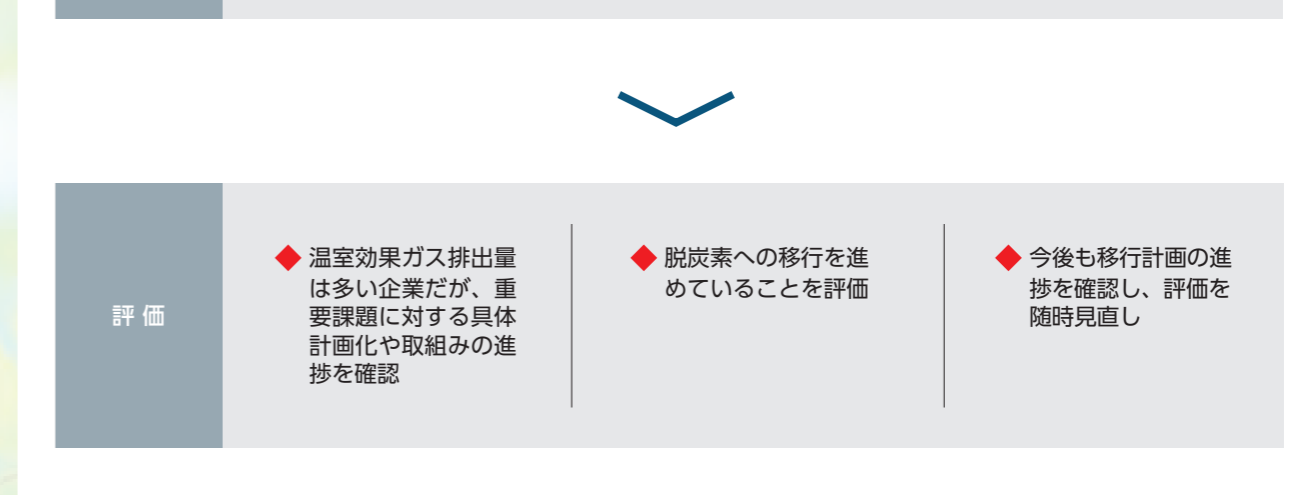 評価
◆ 温室効果ガス排出量
は多い企業だが、重
要課題に対する具体
計画化や取組みの進
捗を確認
◆ 脱炭素への移行を進
めていることを評価
◆ 今後も移行計画の進
捗を確認し、評価を
随時見直し